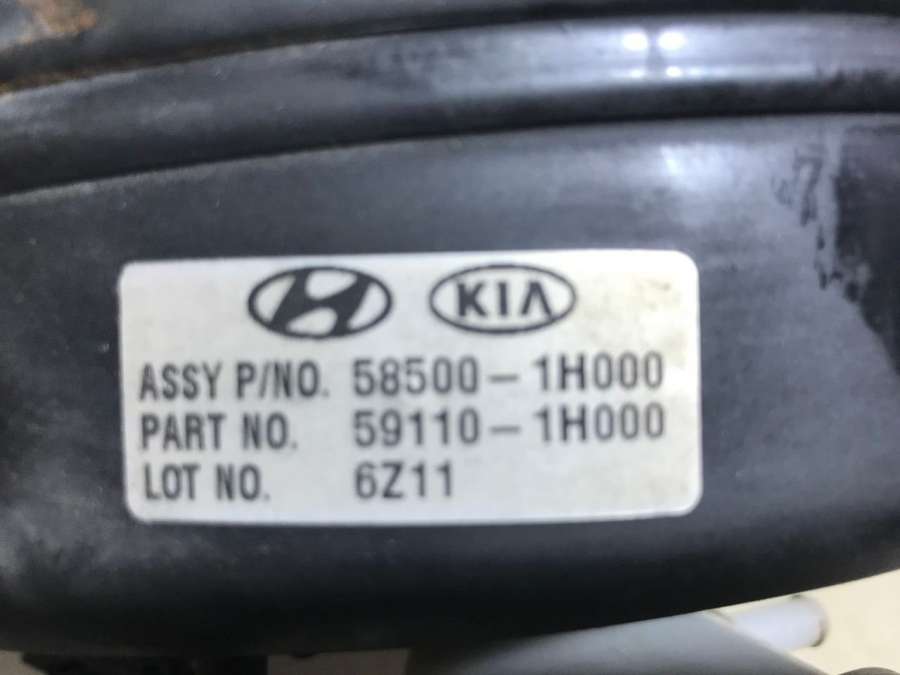 KIA
ASSY P/NO. 58500-1H000
PART NO. 59110-1H000
LOT NO. 6Z11